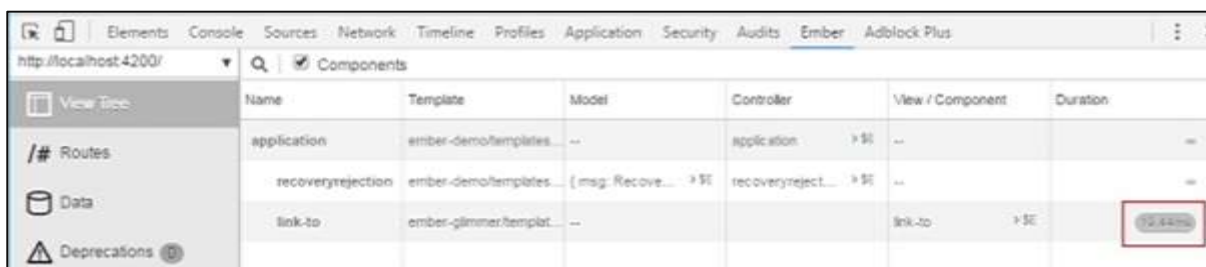 Elements Console Sources Network Timeline Profiles Application Security Audits Ember Adblock Plus
http://localhost:4200/ Components
View Tree
Name Template Model Controller View / Component Duration
application ember-demo/templates... -- application >$E --
/# Routes
recoveryrejection ember-demo/templates... { msg: Recove... >$E recoveryreject... >$E --
Data
link-to ember-glimmer/templat... -- link-to >$E
Deprecations 0